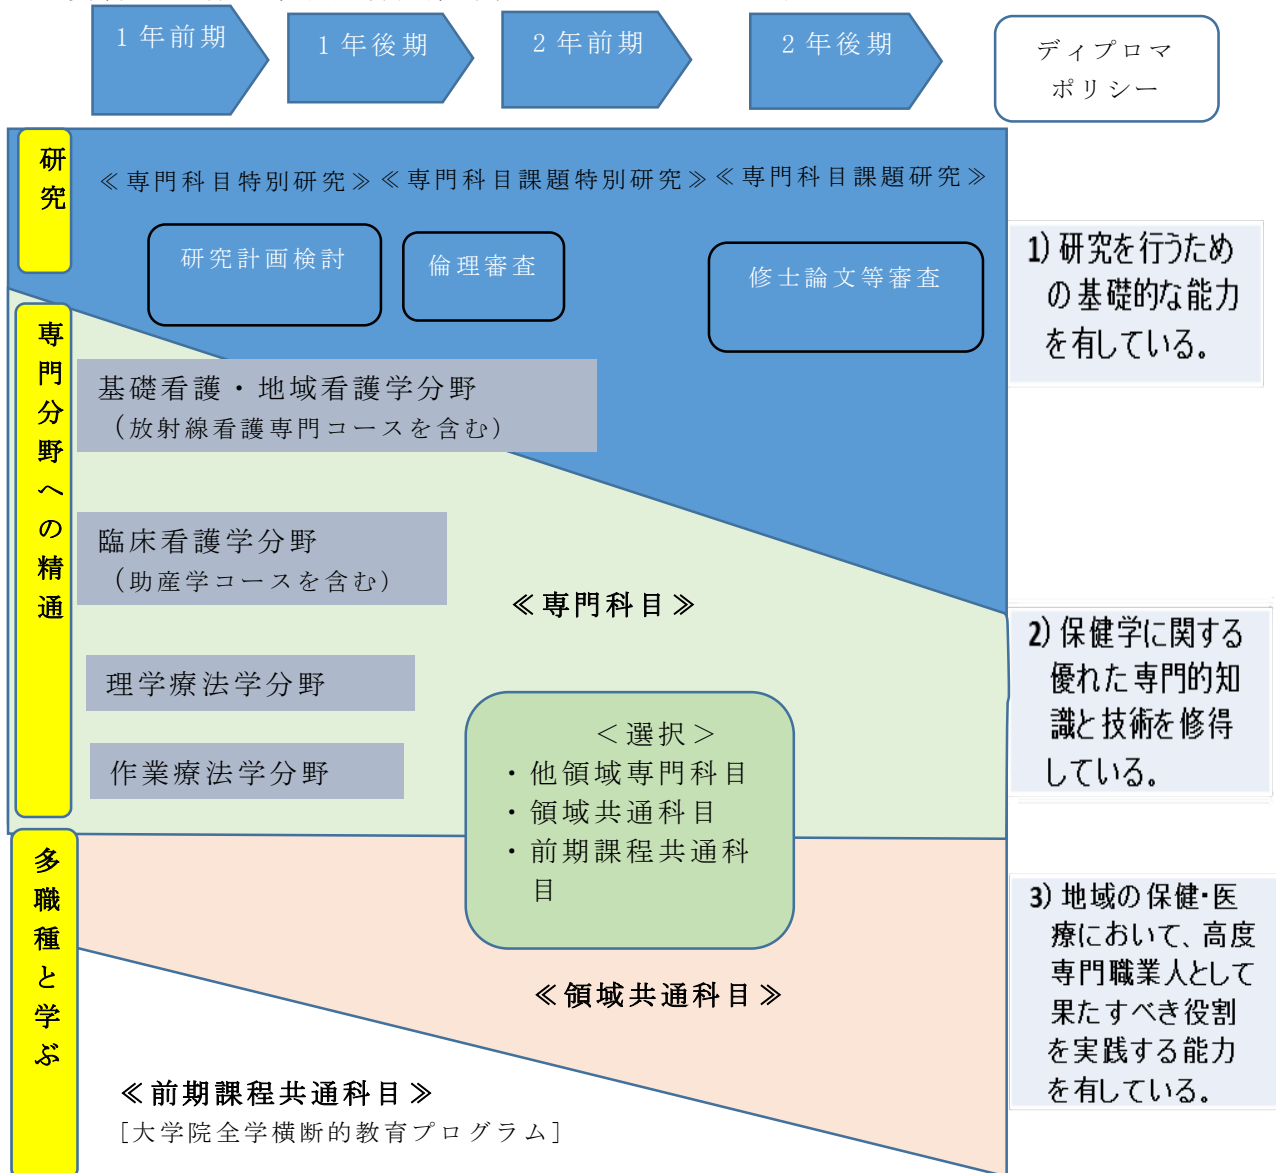 1年前期
1年後期
2年前期
2年後期
ディプロマ
ポリシー
研究
≪専門科目特別研究≫≪専門科目課題特別研究≫≪専門科目課題研究≫
研究計画検討
倫理審査
修士論文等審査
1) 研究を行うため
の基礎的な能力
を有している。
専門分野への精通
基礎看護・地域看護学分野
（放射線看護専門コースを含む）
臨床看護学分野
（助産学コースを含む）
≪専門科目≫
理学療法学分野
作業療法学分野
＜選択＞
・他領域専門科目
・領域共通科目
・前期課程共通科
目
2) 保健学に関する
優れた専門的知
識と技術を修得
している。
多職種と学ぶ
≪領域共通科目≫
≪前期課程共通科目≫
[大学院全学横断的教育プログラム]
3) 地域の保健・医
療において、高度
専門職業人として
果たすべき役割
を実践する能力
を有している。